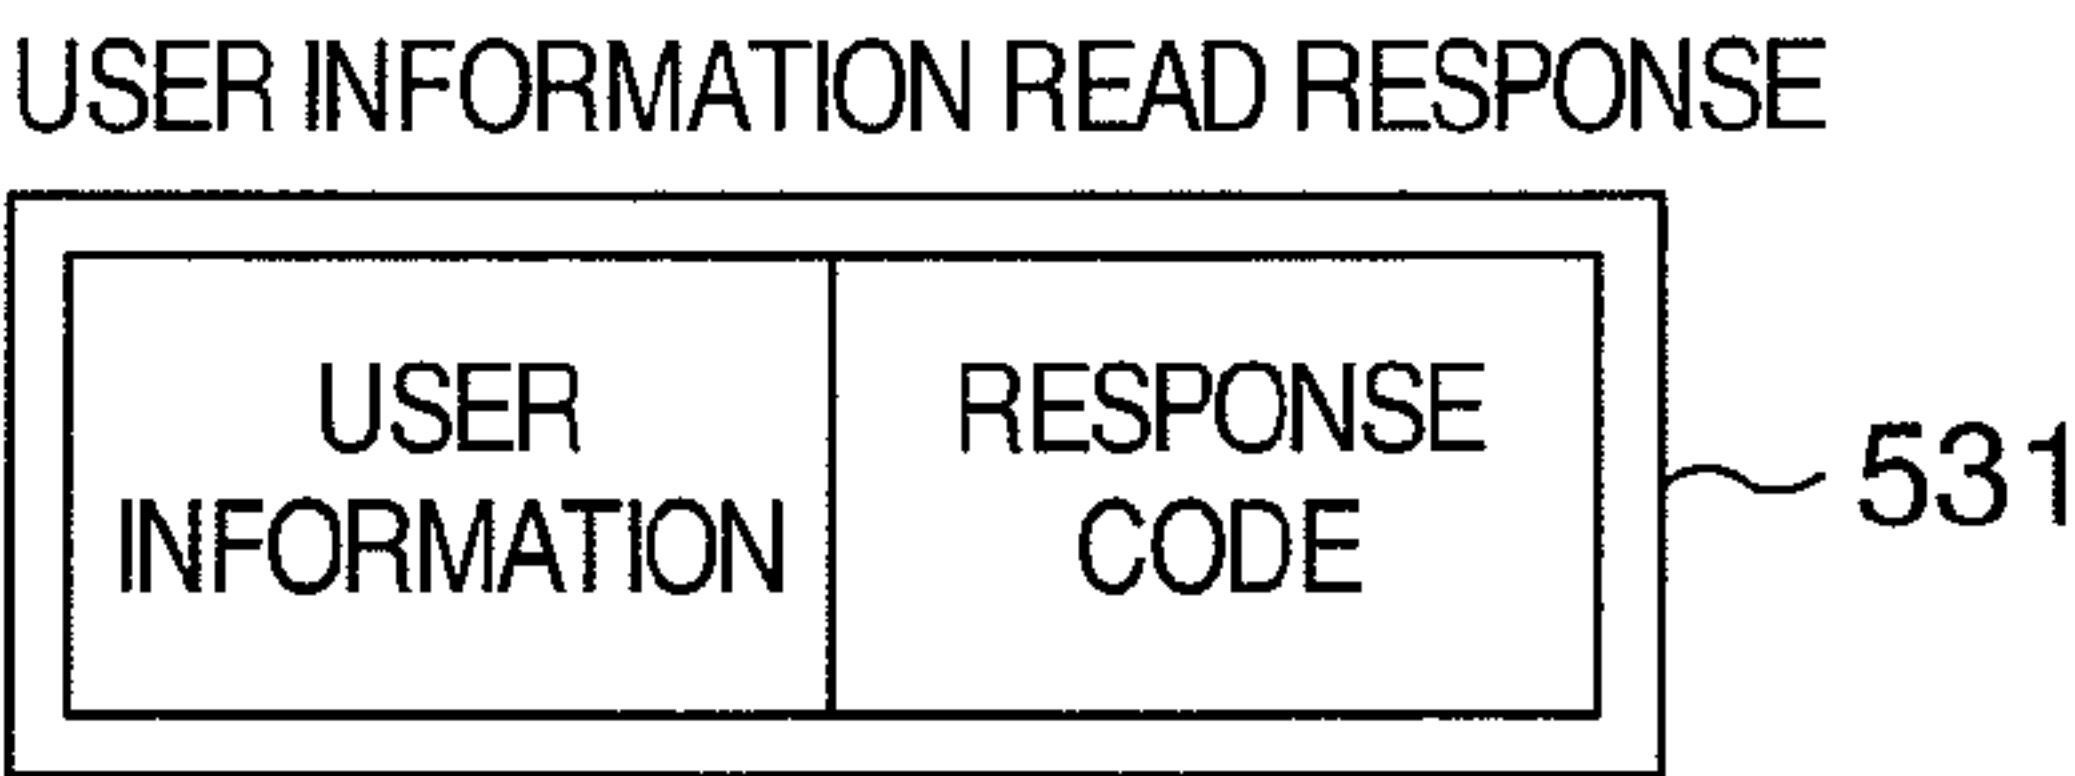 USER INFORMATION READ RESPONSE
USER
INFORMATION
RESPONSE
CODE
531